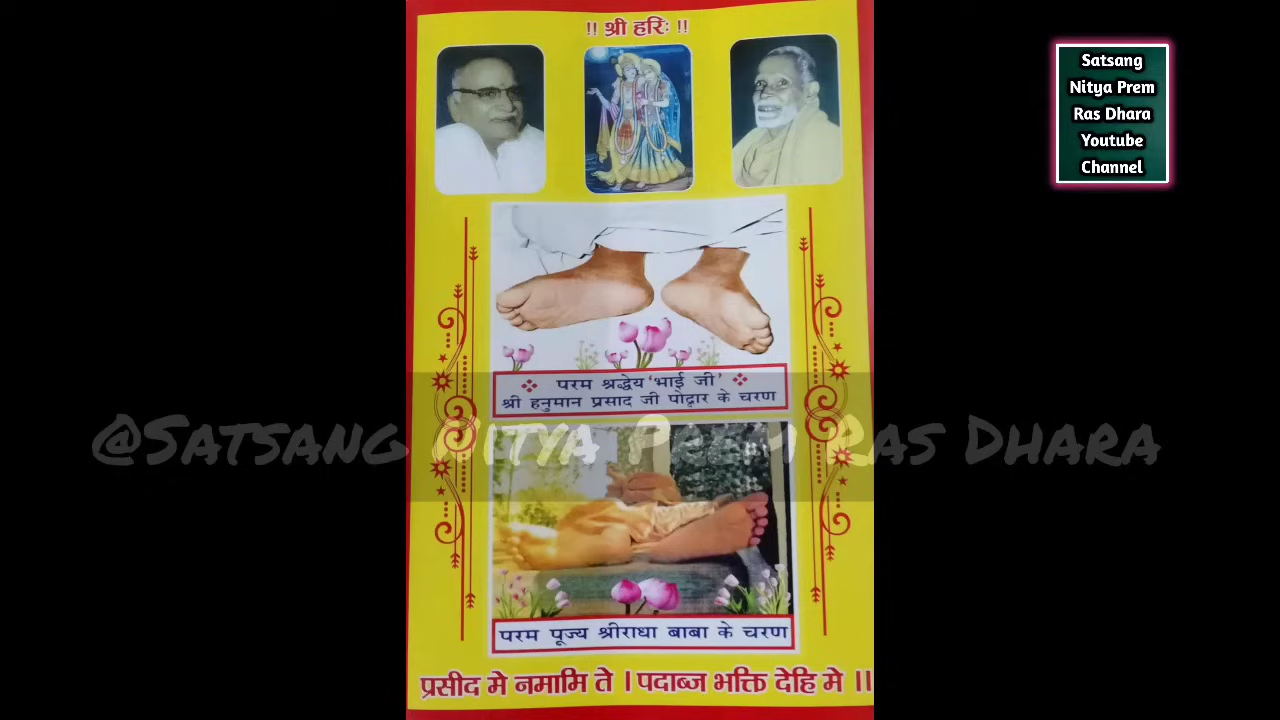 !! श्री हरिः !!
Satsang
Nitya Prem
Ras Dhara
Youtube
Channel
परम श्रद्धेय 'भाई जी'
श्री हनुमान प्रसाद जी पोद्दार के चरण
@Satsang Nitya Prem Ras Dhara
परम पूज्य श्रीराधा बाबा के चरण
प्रसीद मे नमामि ते । पदाब्ज भक्ति देहि मे ।।